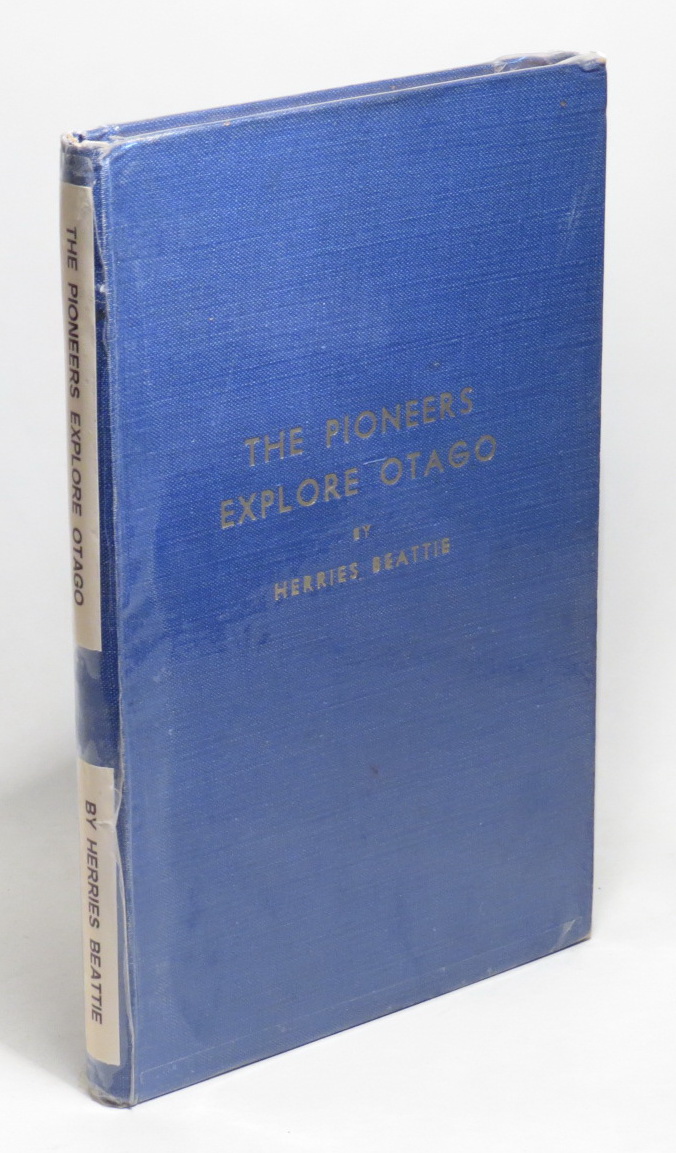 THE PIONEERS EXPLORE OTAGO
BY HERRIES BEATTIE
THE PIONEERS
EXPLORE OTAGO
BY
HERRIES BEATTIE